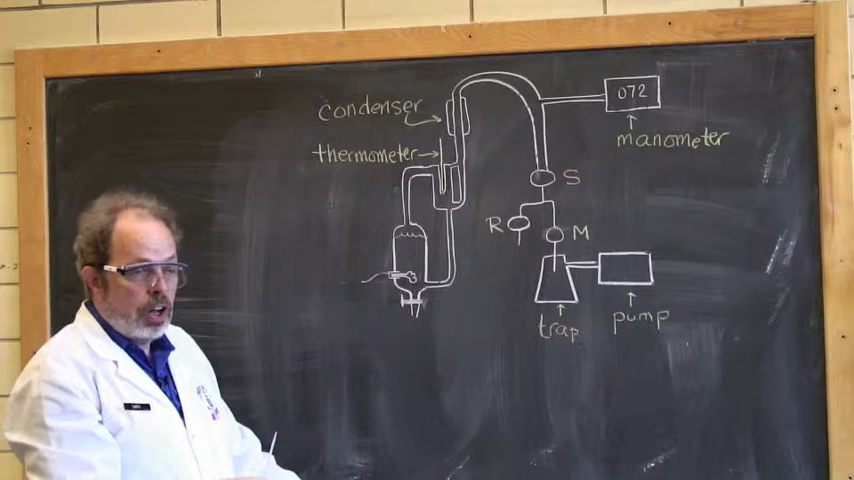 condenser
072
manometer
thermometer
S
R
M
trap
pump